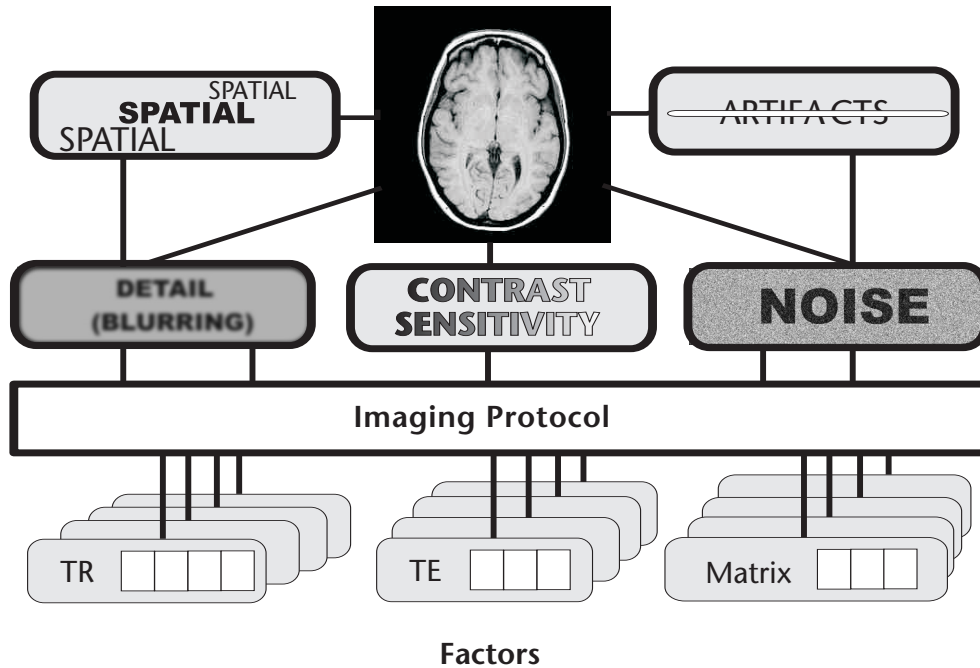 SPATIAL
SPATIAL
SPATIAL
ARTIFACTS
DETAIL
(BLURRING)
CONTRAST
SENSITIVITY
NOISE
Imaging Protocol
TR
TE
Matrix
Factors